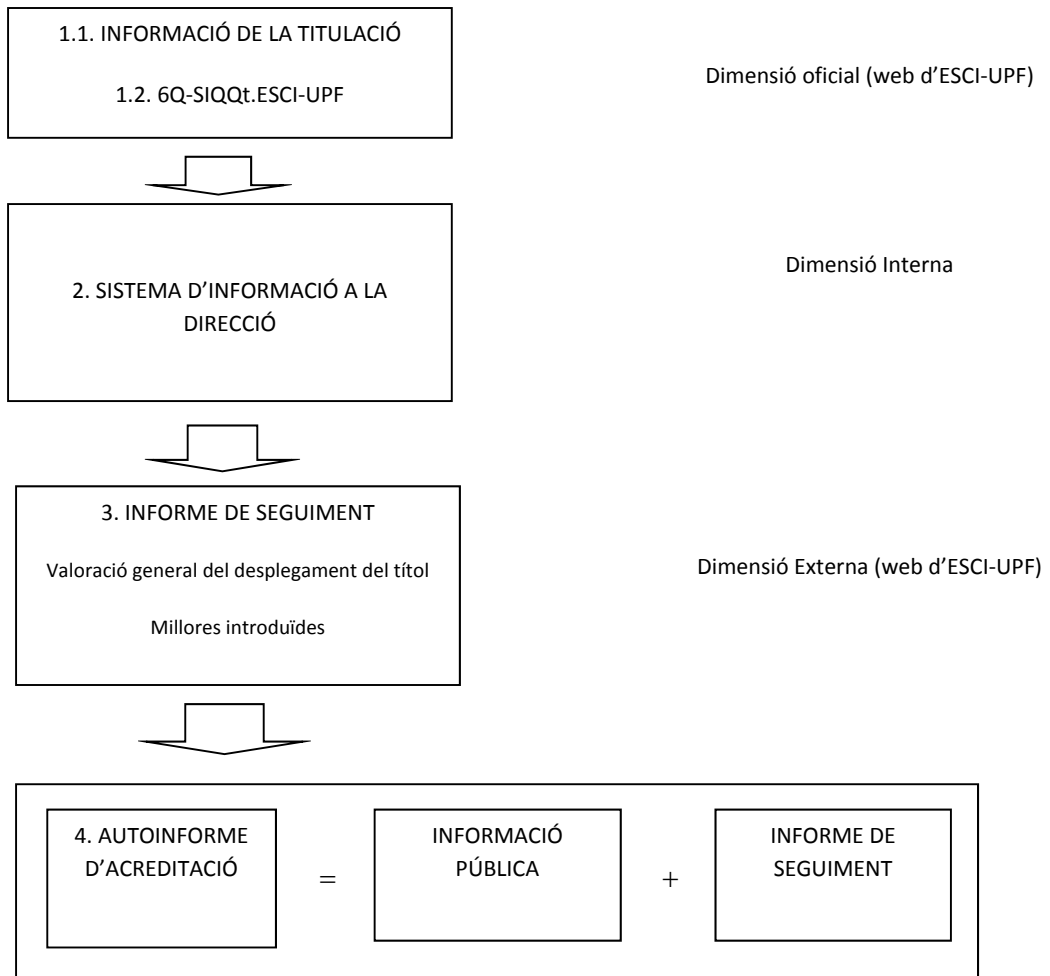 1.1. INFORMACIÓ DE LA TITULACIÓ
1.2. 6Q-SIQQt.ESCI-UPF
Dimensió oficial (web d’ESCI-UPF)
2. SISTEMA D’INFORMACIÓ A LA
DIRECCIÓ
Dimensió Interna
3. INFORME DE SEGUIMENT
Valoració general del desplegament del títol
Millores introduïdes
Dimensió Externa (web d’ESCI-UPF)
4. AUTOINFORME
D’ACREDITACIÓ
=
INFORMACIÓ
PÚBLICA
+
INFORME DE
SEGUIMENT